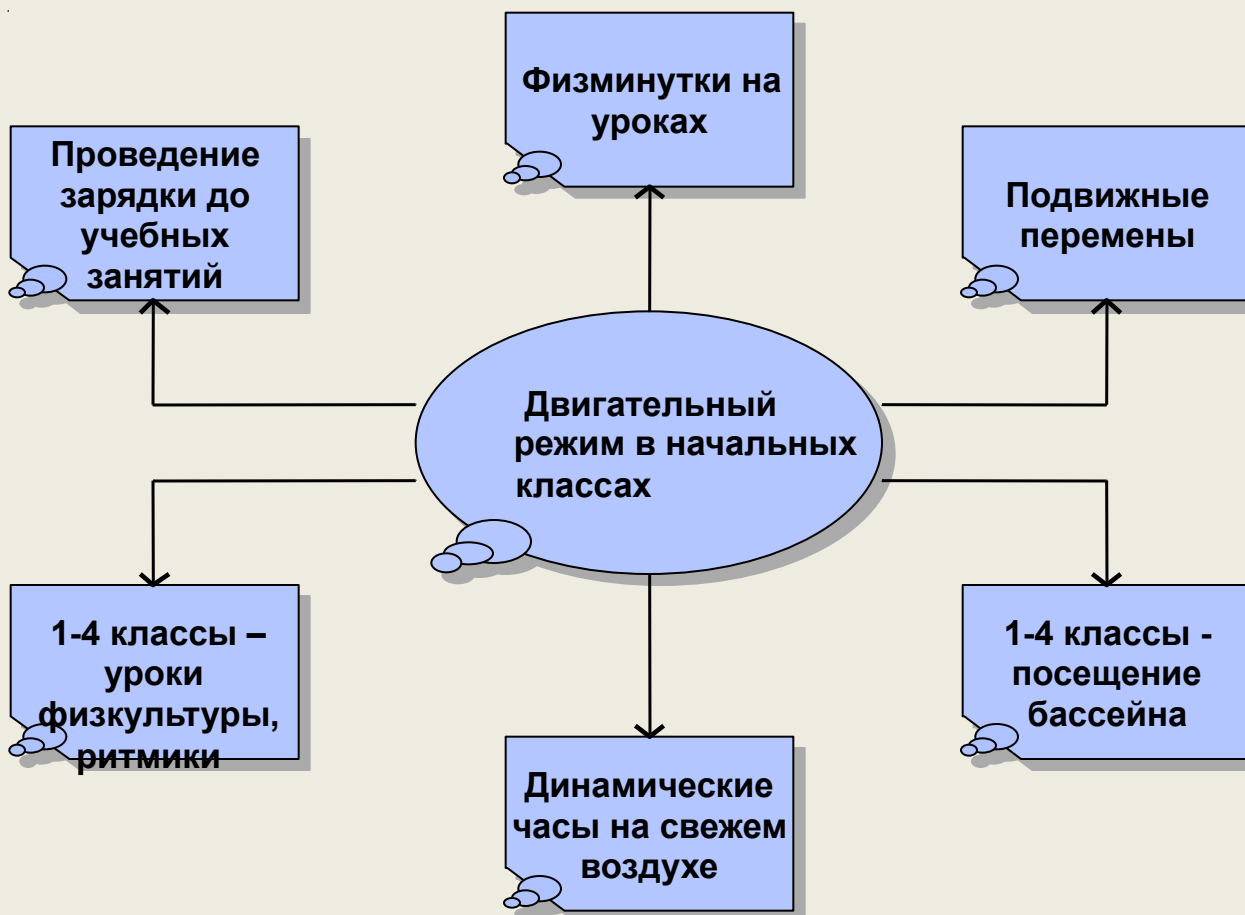 Физминутки на
уроках
Проведение
зарядки до
учебных
занятий
Подвижные
перемены
Двигательный
режим в начальных
классах
1-4 классы –
уроки
физкультуры,
ритмики
1-4 классы -
посещение
бассейна
Динамические
часы на свежем
воздухе